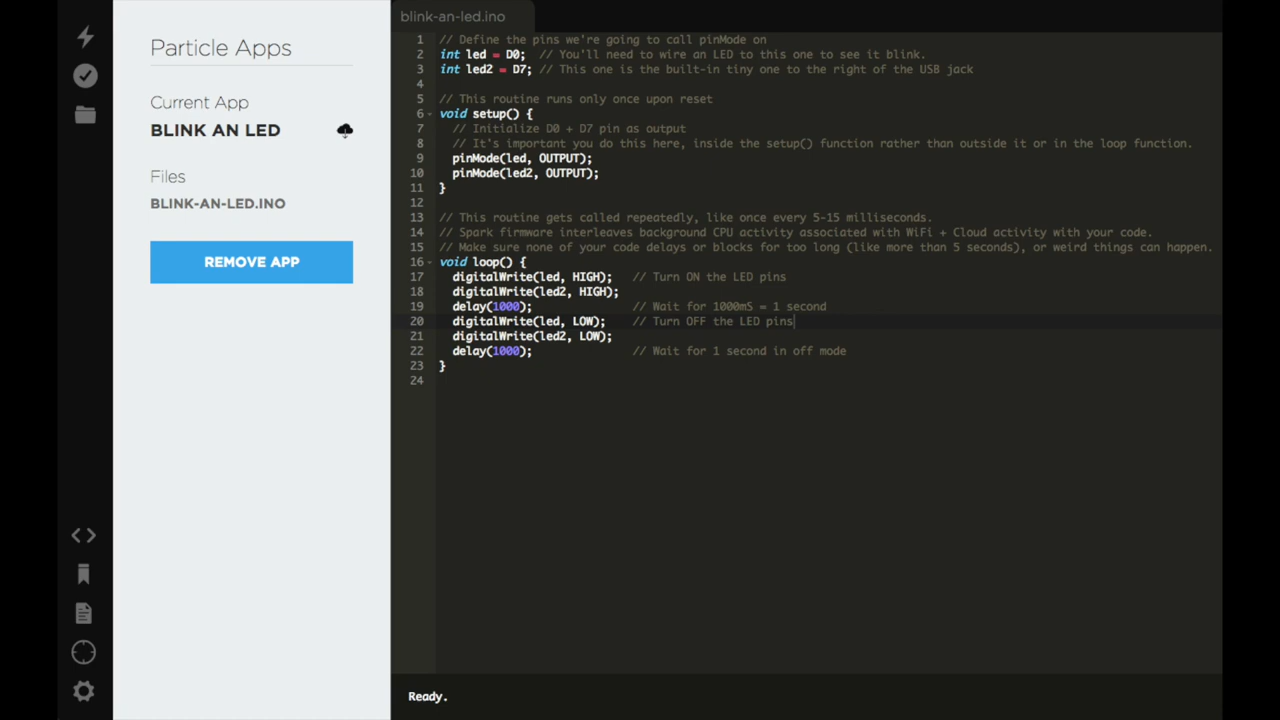 Particle Apps
Current App
BLINK AN LED
Files
BLINK-AN-LED.INO
REMOVE APP
blink-an-led.ino
1 // Define the pins we're going to call pinMode on
2 int led = D0;  // You'll need to wire an LED to this one to see it blink.
3 int led2 = D7; // This one is the built-in tiny one to the right of the USB jack
4
5 // This routine runs only once upon reset
6 void setup() {
7   // Initialize D0 + D7 pin as output
8   // It's important you do this here, inside the setup() function rather than outside it or in the loop function.
9   pinMode(led, OUTPUT);
10   pinMode(led2, OUTPUT);
11 }
12
13 // This routine gets called repeatedly, like once every 5-15 milliseconds.
14 // Spark firmware interleaves background CPU activity associated with WiFi + Cloud activity with your code.
15 // Make sure none of your code delays or blocks for too long (like more than 5 seconds), or weird things can happen.
16 void loop() {
17   digitalWrite(led, HIGH);   // Turn ON the LED pins
18   digitalWrite(led2, HIGH);
19   delay(1000);               // Wait for 1000mS = 1 second
20   digitalWrite(led, LOW);    // Turn OFF the LED pins
21   digitalWrite(led2, LOW);
22   delay(1000);               // Wait for 1 second in off mode
23 }
24
Ready.